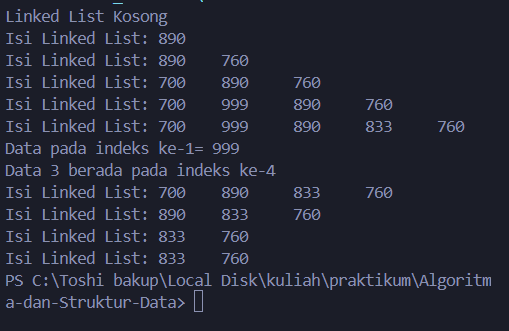 Linked List Kosong
Isi Linked List: 890
Isi Linked List: 890 760
Isi Linked List: 700 890 760
Isi Linked List: 700 999 890 760
Isi Linked List: 700 999 890 833 760
Data pada indeks ke-1= 999
Data 3 berada pada indeks ke-4
Isi Linked List: 700 890 833 760
Isi Linked List: 890 833 760
Isi Linked List: 833 760
Isi Linked List: 833 760
PS C:\Toshi bakup\Local Disk\kuliah\praktikum\Algoritm
a-dan-Struktur-Data>